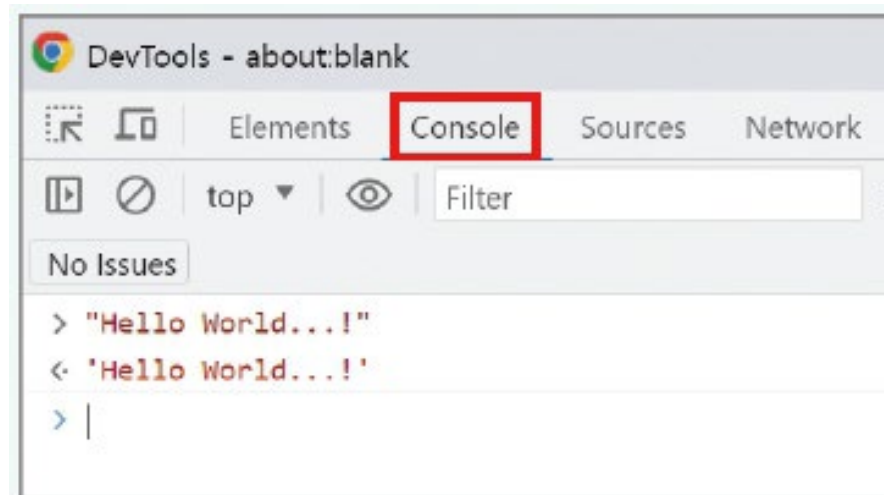 DevTools - about:blank
Elements Console Sources Network
top Filter
No Issues
> "Hello World...!"
<· 'Hello World...!'
>